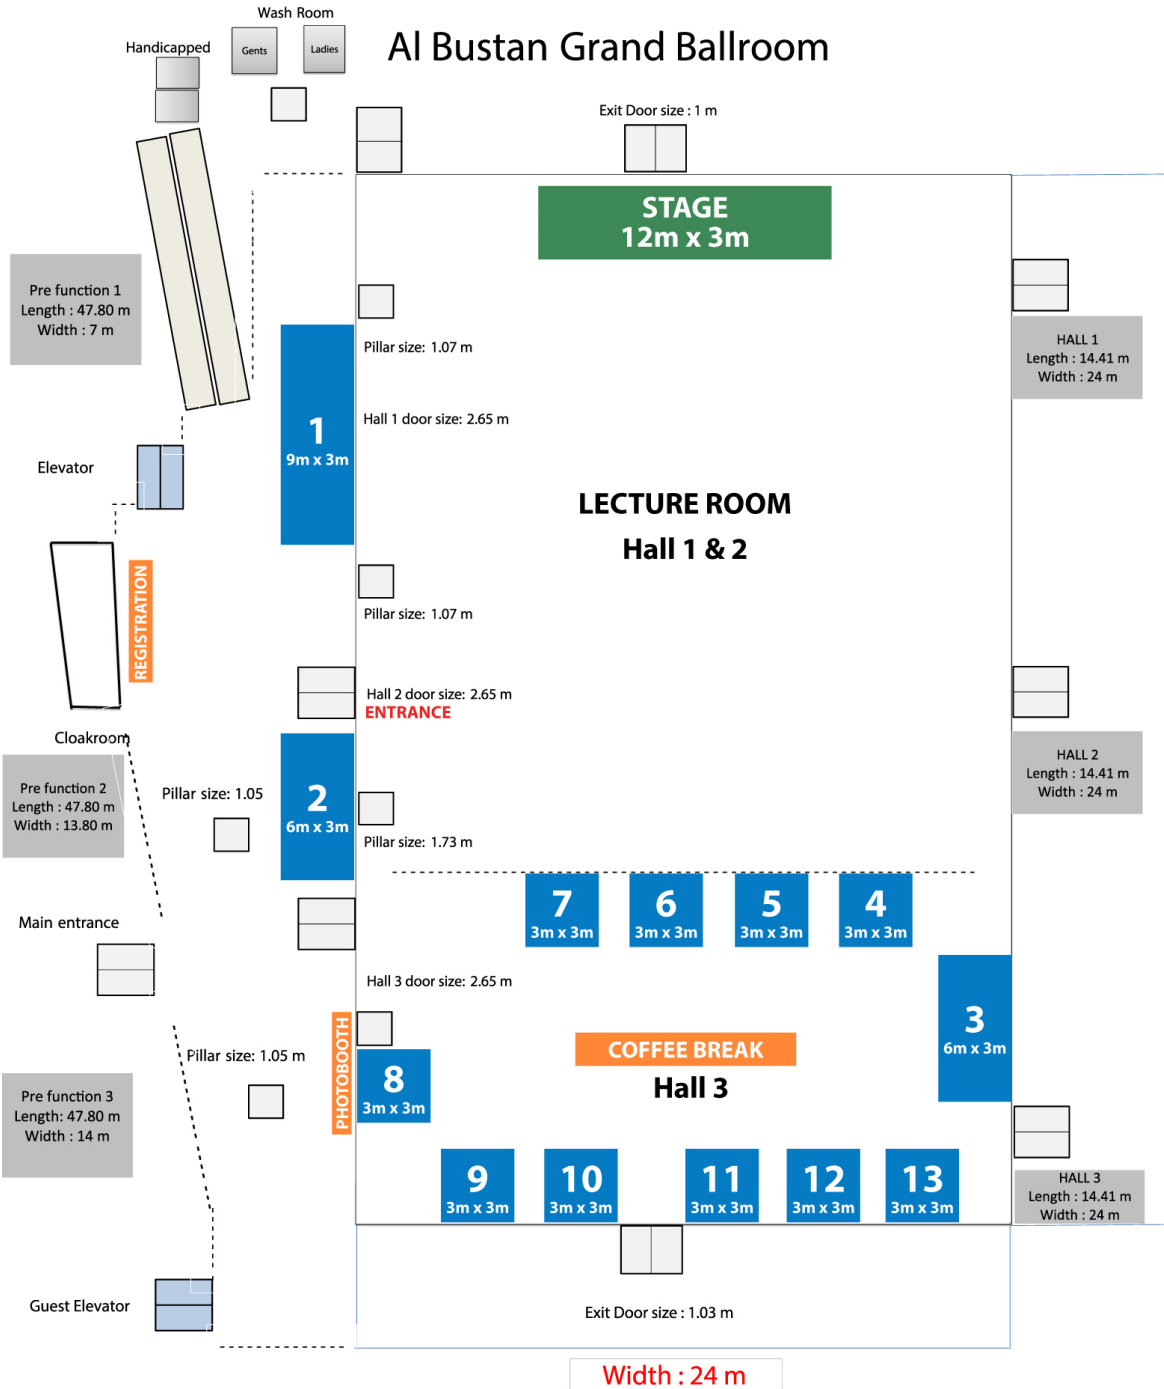 Wash Room
Al Bustan Grand Ballroom
Handicapped
Gents
Ladies
Exit Door size : 1 m
STAGE
12m x 3m
Pre function 1
Length : 47.80 m
Width : 7 m
Pillar size: 1.07 m
HALL 1
Length : 14.41 m
Width : 24 m
1
9m x 3m
Hall 1 door size: 2.65 m
Elevator
LECTURE ROOM
Hall 1 & 2
REGISTRATION
Pillar size: 1.07 m
Hall 2 door size: 2.65 m
ENTRANCE
Cloakroom
Pre function 2
Length : 47.80 m
Width : 13.80 m
Pillar size: 1.05
2
6m x 3m
Pillar size: 1.73 m
HALL 2
Length : 14.41 m
Width : 24 m
7
3m x 3m
6
3m x 3m
5
3m x 3m
4
3m x 3m
Main entrance
Hall 3 door size: 2.65 m
3
6m x 3m
PHOTOBOOTH
COFFEE BREAK
Hall 3
Pillar size: 1.05 m
8
3m x 3m
Pre function 3
Length: 47.80 m
Width : 14 m
9
3m x 3m
10
3m x 3m
11
3m x 3m
12
3m x 3m
13
3m x 3m
HALL 3
Length : 14.41 m
Width : 24 m
Guest Elevator
Exit Door size : 1.03 m
Width : 24 m